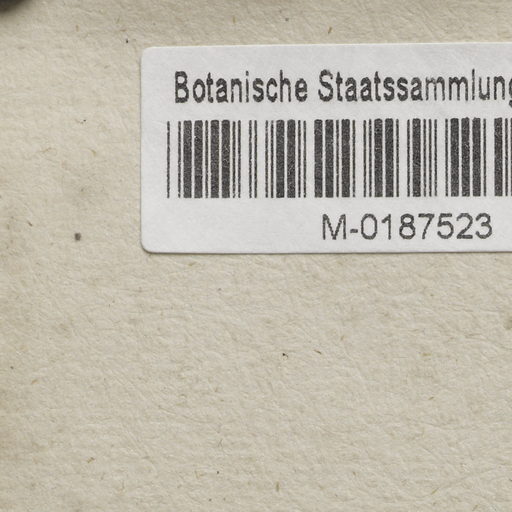 Botanische Staatssammlung
M-0187523